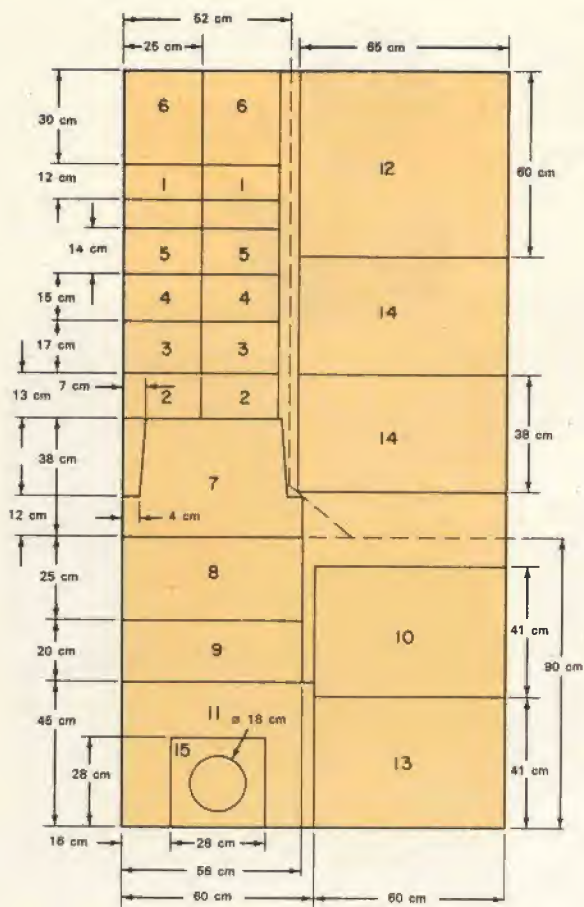 52 cm
25 cm
65 cm
30 cm
6 6
12
60 cm
12 cm
1 1
14 cm
5 5
15 cm
4 4
14
17 cm
3 3
7 cm
13 cm
2 2
38 cm
14
38 cm
7
12 cm
4 cm
25 cm
8
10
41 cm
90 cm
20 cm
9
45 cm
11
ø 18 cm
15
28 cm
13
41 cm
16 cm
28 cm
56 cm
60 cm
60 cm